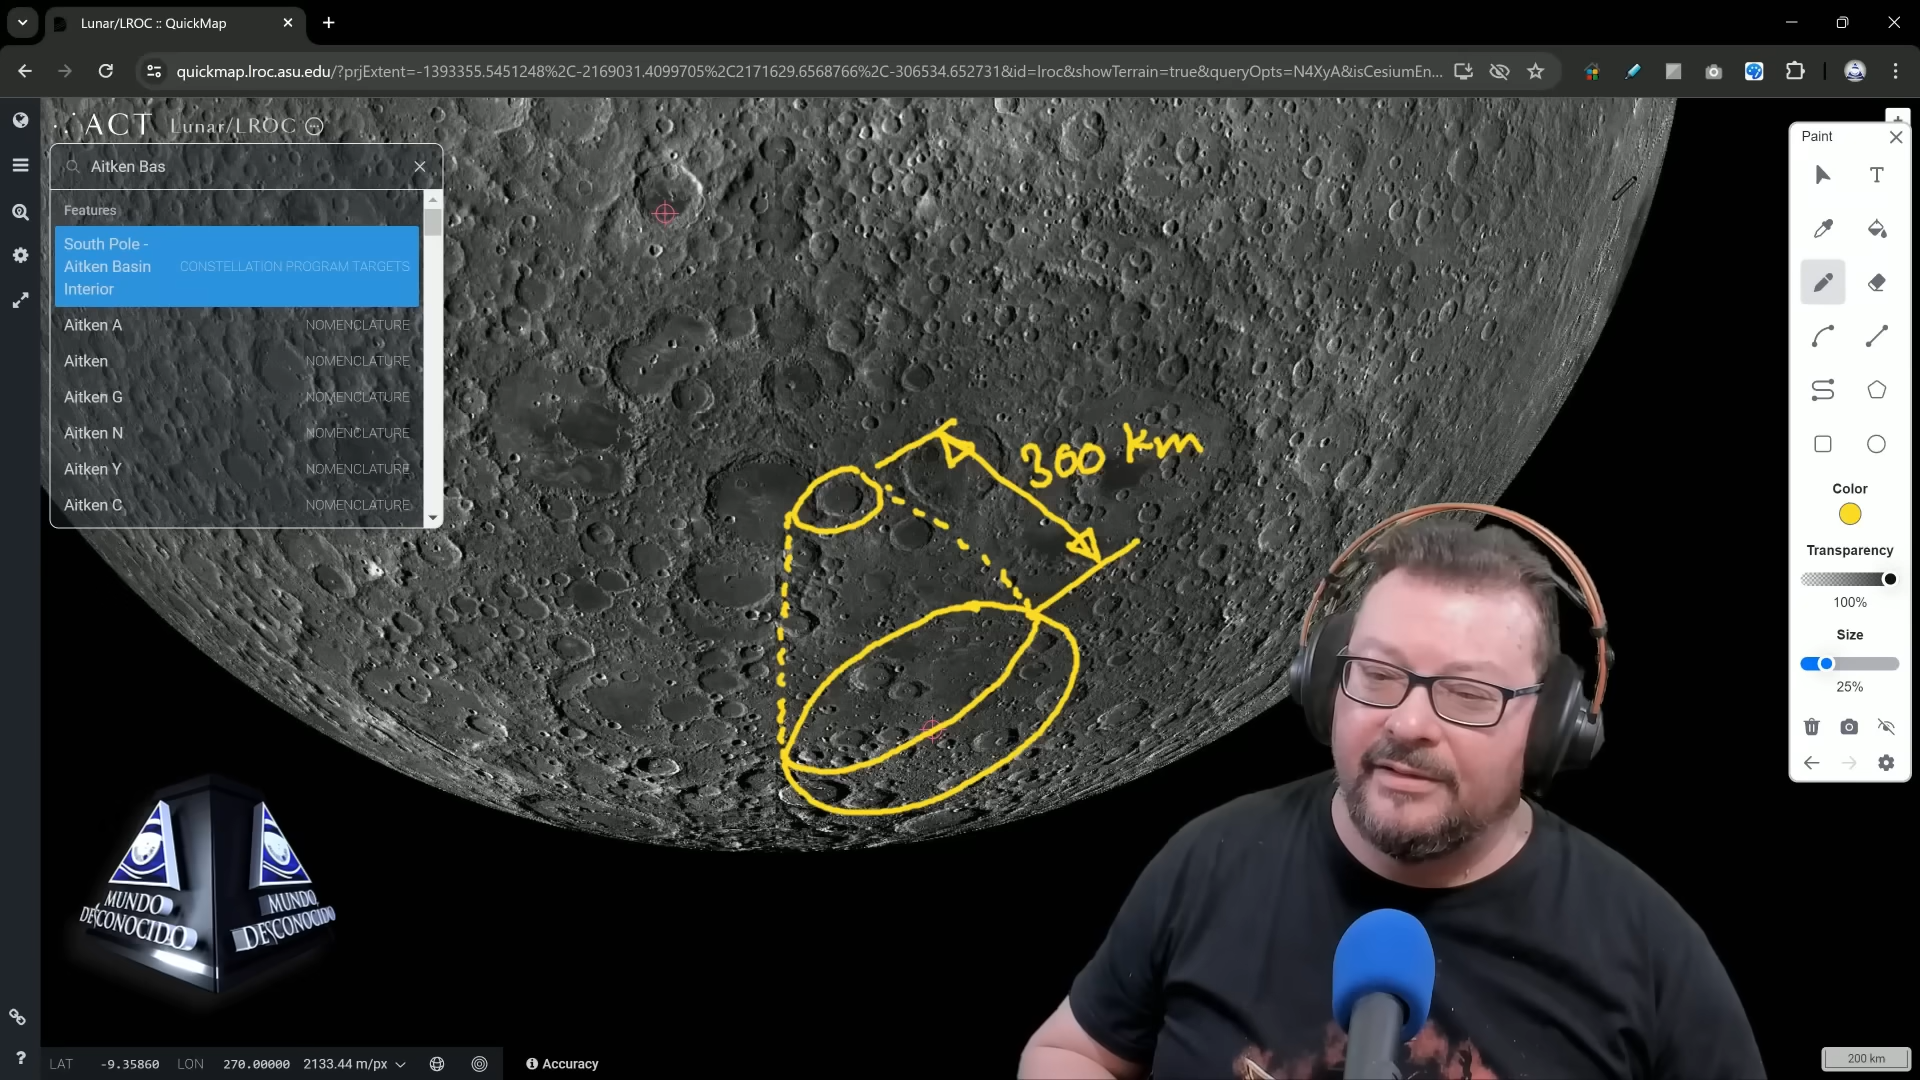 Lunar/LROC :: QuickMap
quickmap.lroc.asu.edu/?prjExtent=-1393355.5451248%2C-2169031.4099705%2C2171629.6568766%2C-306534.652731&id=lroc&showTerrain=true&queryOpts=N4XyA&isCesiumEn...
ACT Lunar/LROC
Aitken Bas
Features
South Pole -
Aitken Basin
Interior
CONSTELLATION PROGRAM TARGETS
Aitken A NOMENCLATURE
Aitken NOMENCLATURE
Aitken G NOMENCLATURE
Aitken N NOMENCLATURE
Aitken Y NOMENCLATURE
Aitken C NOMENCLATURE
300 km
Paint
T
Color
Transparency
100%
Size
25%
MUNDO
DESCONOCIDO
MUNDO
DESCONOCIDO
LAT -9.35860 LON 270.00000 2133.44 m/px
Accuracy
200 km